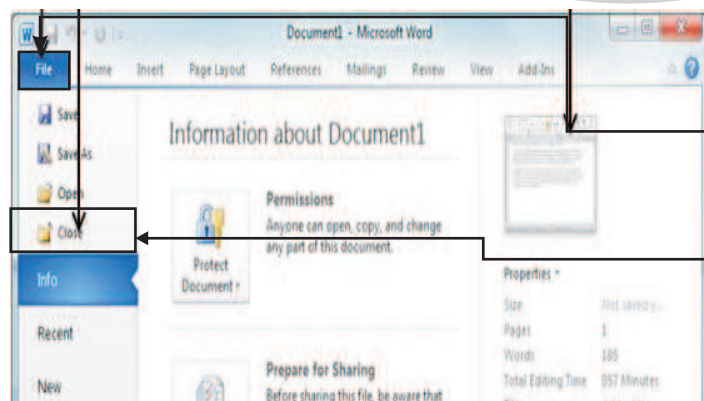 Document1 - Microsoft Word
File Home Insert Page Layout References Mailings Review View Add-Ins
Save
Save As
Open
Close
Info
Recent
New
Information about Document1
Permissions
Anyone can open, copy, and change
any part of this document.
Protect
Document
Prepare for Sharing
Before sharing this file, be aware that
Properties
Size Not saved y...
Pages 1
Words 185
Total Editing Time 857 Minutes